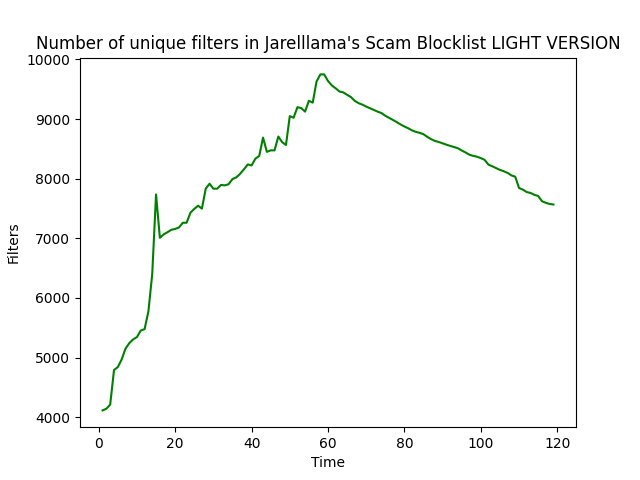 Number of unique filters in Jarelllama's Scam Blocklist LIGHT VERSION
10000
9000
8000
7000
6000
5000
4000
Filters
0 20 40 60 80 100 120
Time